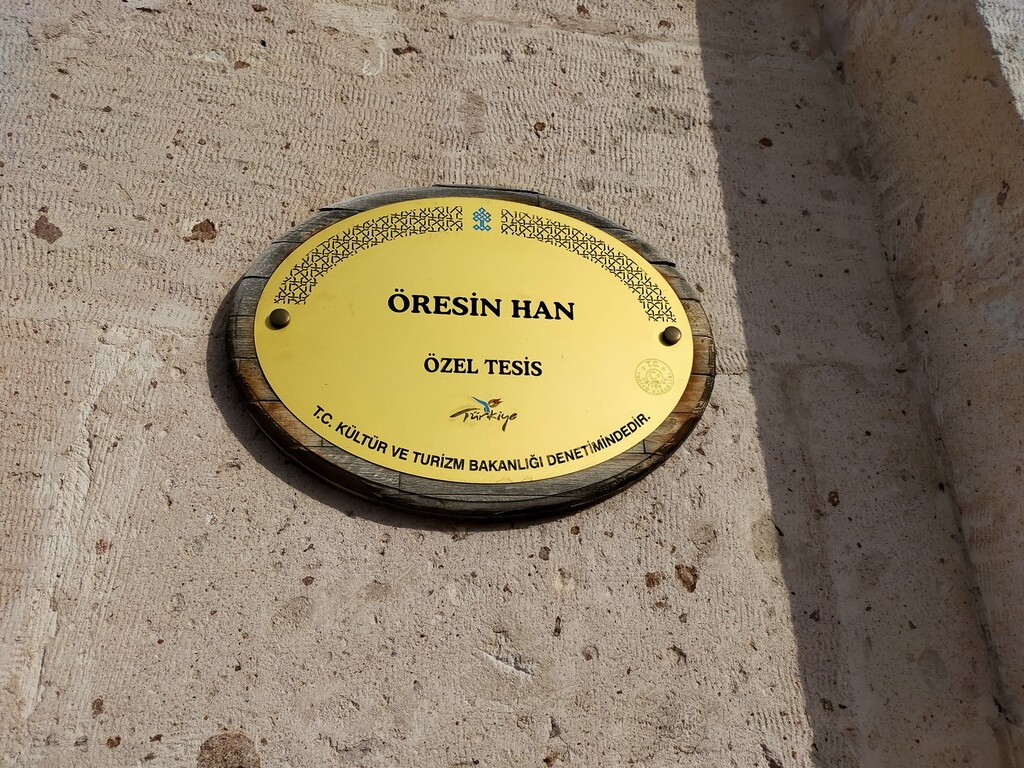 ÖRESİN HAN
ÖZEL TESİS
Türkiye
T.C. KÜLTÜR VE TURİZM BAKANLIĞI DENETİMİNDEDİR.